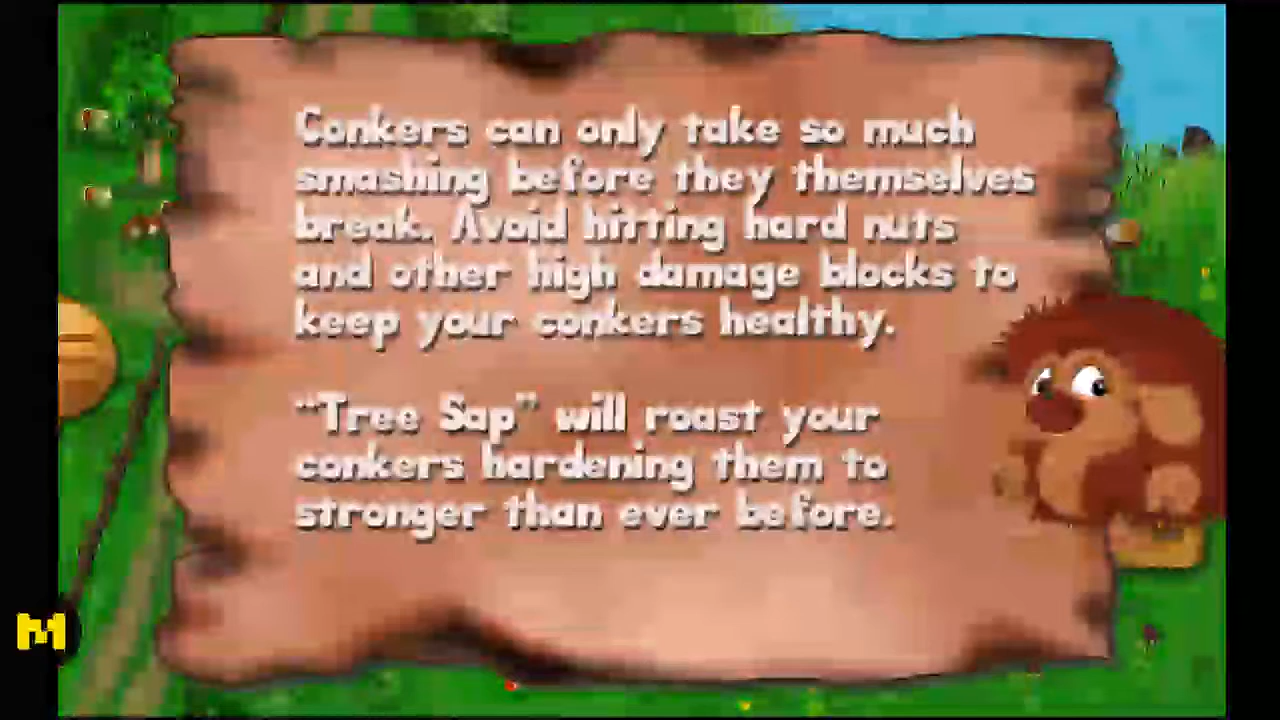 Conkers can only take so much
smashing before they themselves
break. Avoid hitting hard nuts
and other high damage blocks to
keep your conkers healthy.
"Tree Sap" will roast your
conkers hardening them to
stronger than ever before.
M